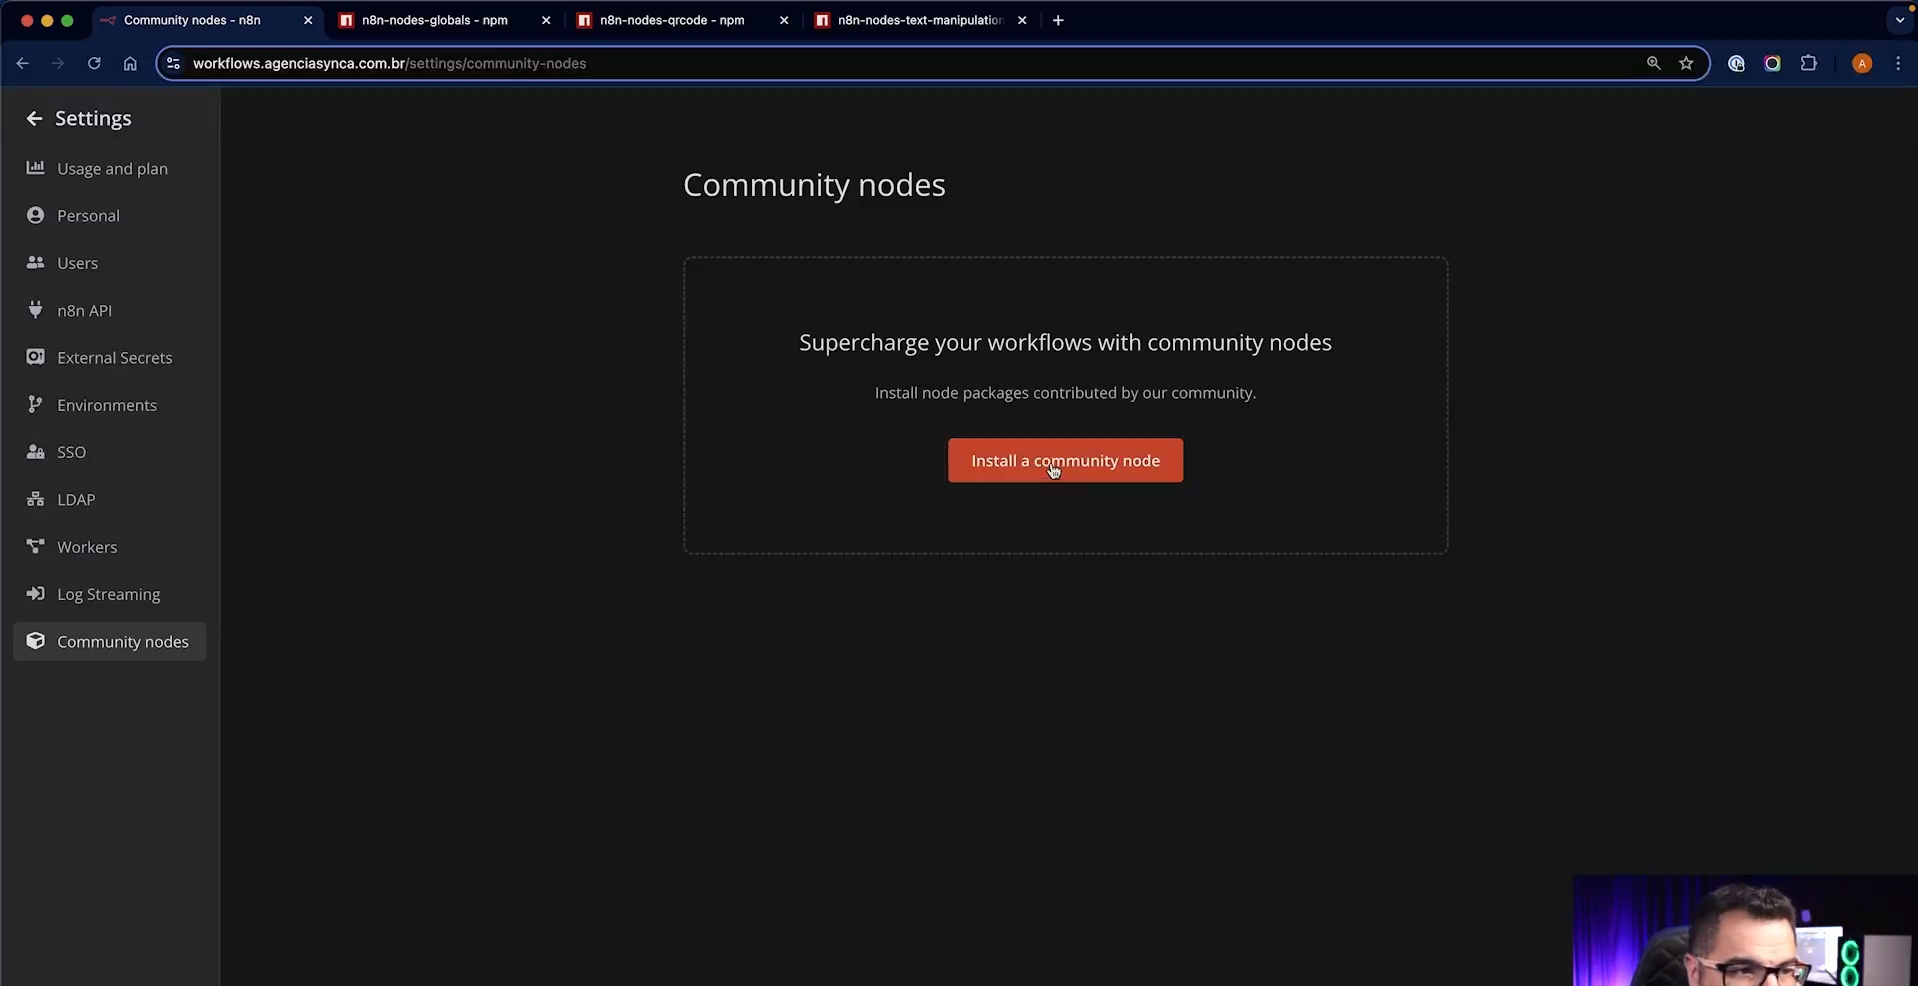 Community nodes - n8n
n8n-nodes-globals - npm
n8n-nodes-qrcode - npm
n8n-nodes-text-manipulation
workflows.agenciasynca.com.br/settings/community-nodes
A
Settings
Usage and plan
Personal
Users
n8n API
External Secrets
Environments
SSO
LDAP
Workers
Log Streaming
Community nodes
Community nodes
Supercharge your workflows with community nodes
Install node packages contributed by our community.
Install a community node